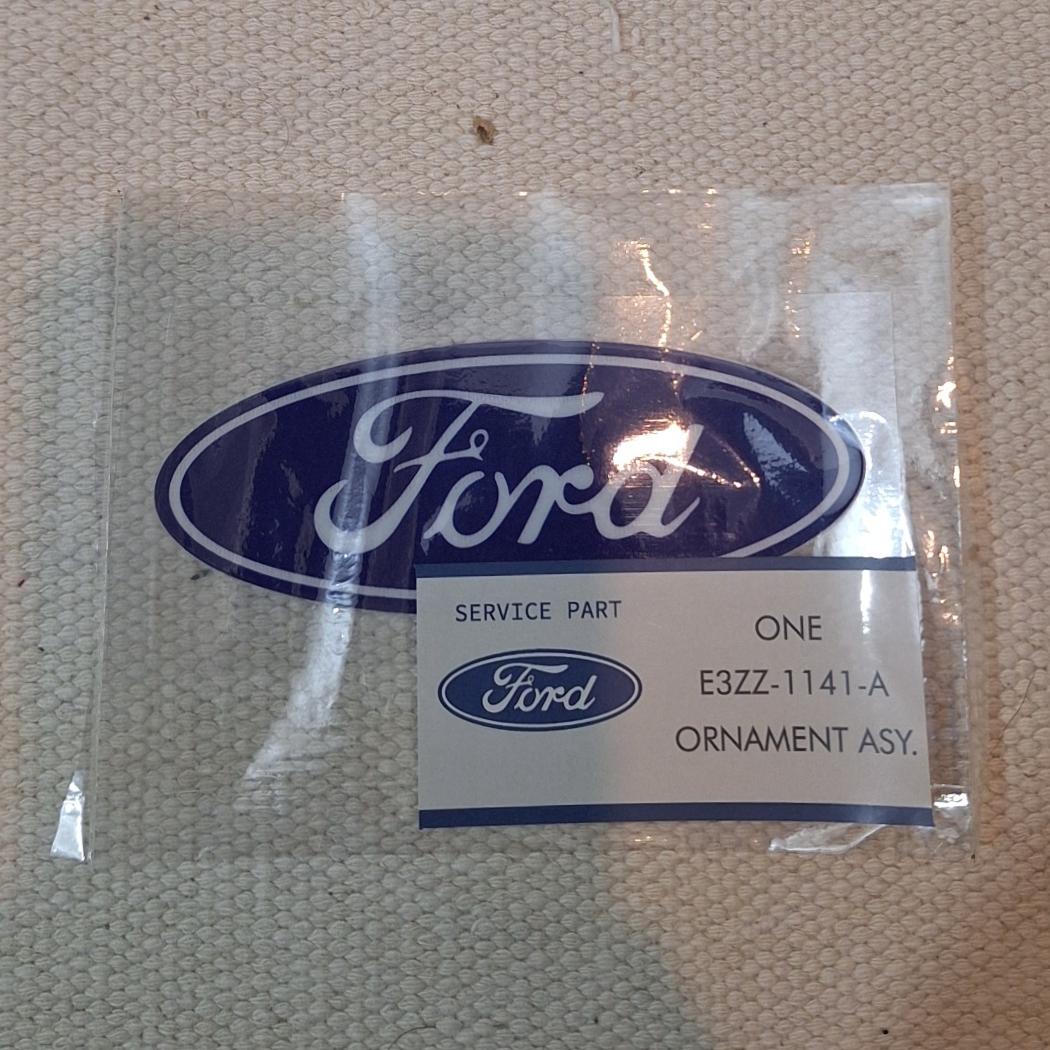 Ford
SERVICE PART
Ford
ONE
E3ZZ-1141-A
ORNAMENT ASY.